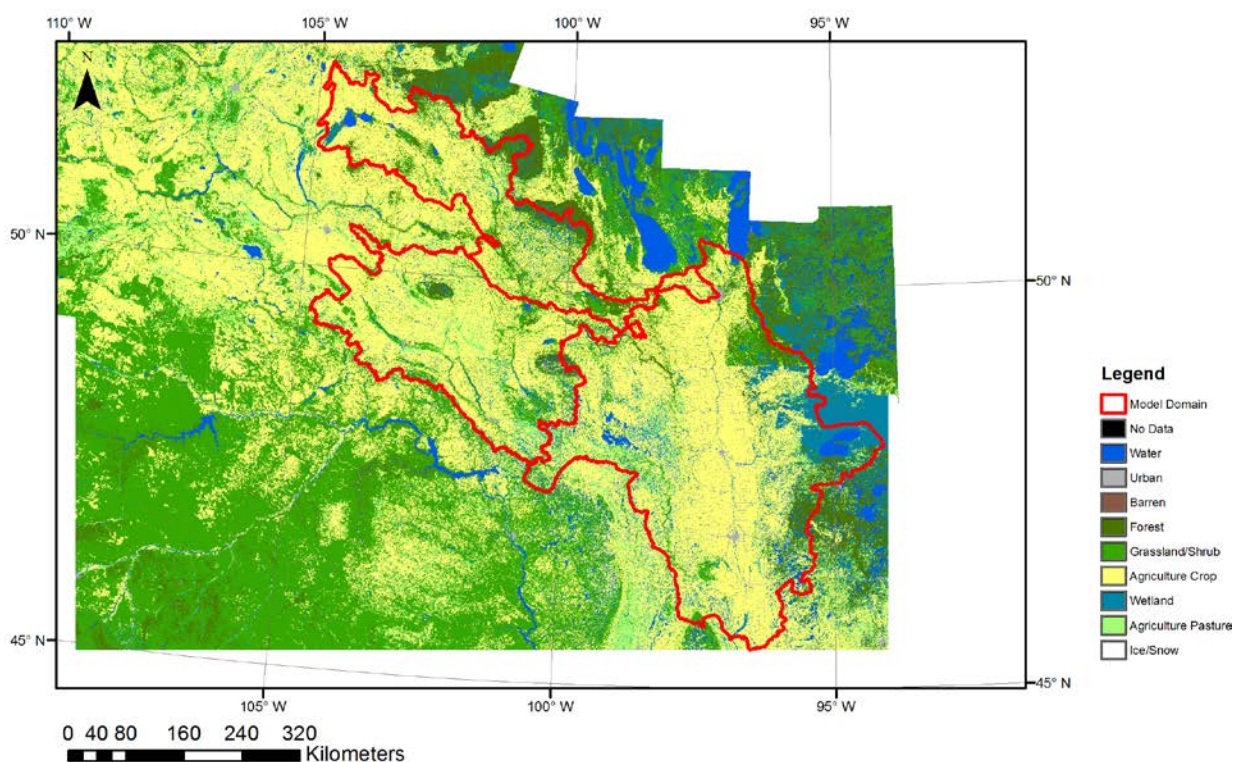 110° W 105° W 100° W 95° W
N
50° N
50° N
45° N
45° N
105° W 100° W 95° W
Legend
Model Domain
No Data
Water
Urban
Barren
Forest
Grassland/Shrub
Agriculture Crop
Wetland
Agriculture Pasture
Ice/Snow
0 40 80 160 240 320
Kilometers